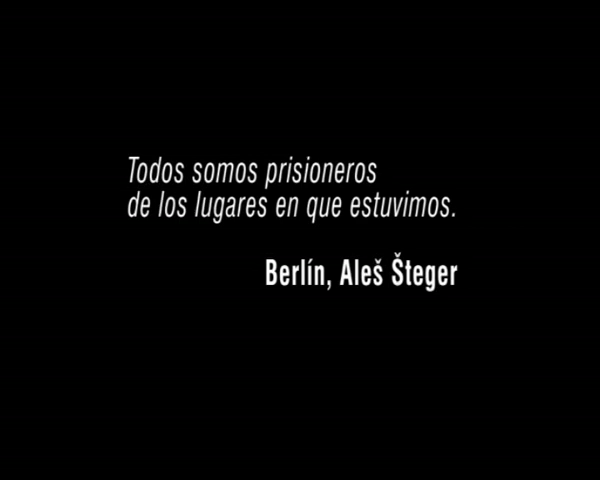 Todos somos prisioneros
de los lugares en que estuvimos.
Berlín, Aleš Šteger